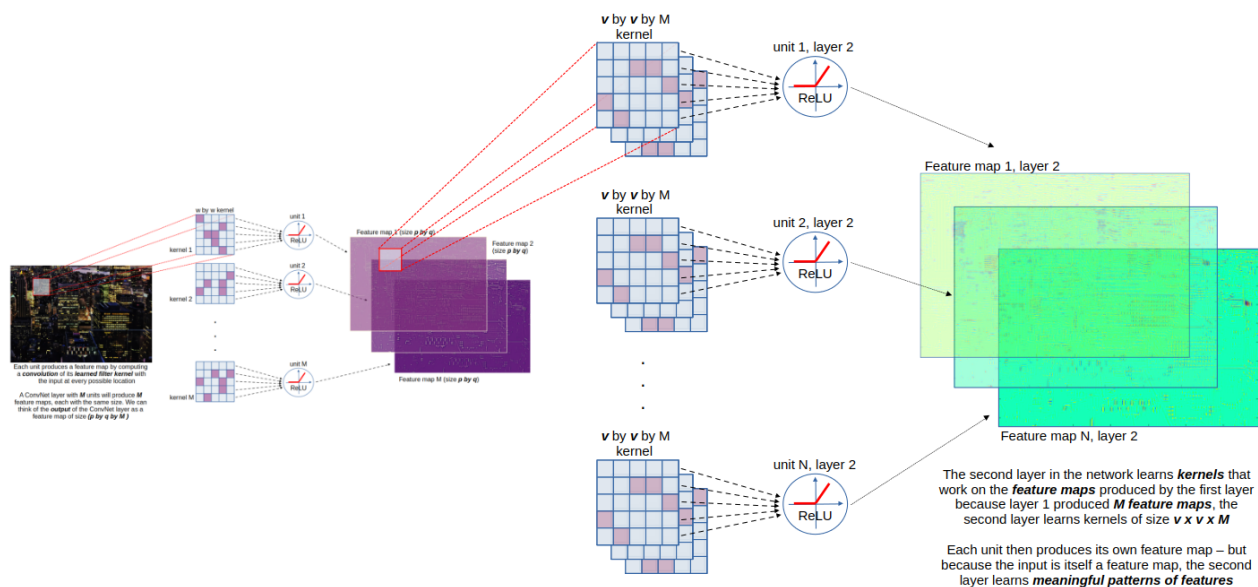 w by w kernel
kernel 1
unit 1
ReLU
kernel 2
unit 2
ReLU
.
.
.
kernel M
unit M
ReLU
Each unit produces a feature map by computing
a convolution of its learned filter kernel with
the input at every possible location
A ConvNet layer with M units will produce M
feature maps, each with the same size. We can
think of the output of the ConvNet layer as a
feature map of size (p by q by M )
Feature map 1 (size p by q)
Feature map 2
(size p by q)
Feature map M (size p by q)
v by v by M
kernel
unit 1, layer 2
ReLU
v by v by M
kernel
unit 2, layer 2
ReLU
.
.
.
v by v by M
kernel
unit N, layer 2
ReLU
Feature map 1, layer 2
Feature map N, layer 2
The second layer in the network learns kernels that
work on the feature maps produced by the first layer
because layer 1 produced M feature maps, the
second layer learns kernels of size v x v x M
Each unit then produces its own feature map – but
because the input is itself a feature map, the second
layer learns meaningful patterns of features